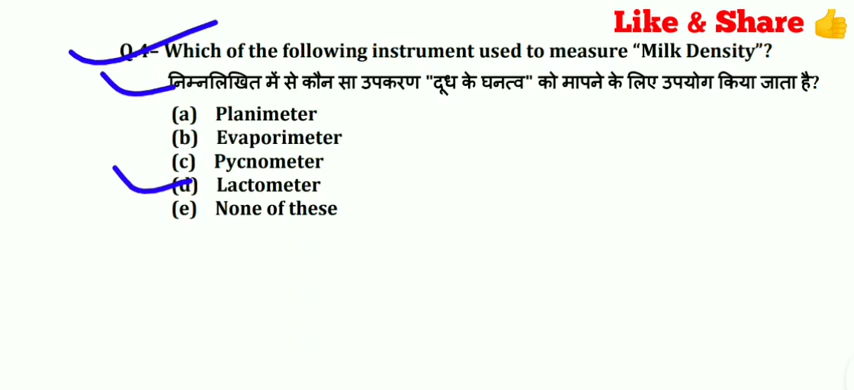 Like & Share
Q.4– Which of the following instrument used to measure “Milk Density”?
निम्नलिखित में से कौन सा उपकरण "दूध के घनत्व" को मापने के लिए उपयोग किया जाता है?
(a) Planimeter
(b) Evaporimeter
(c) Pycnometer
(d) Lactometer
(e) None of these